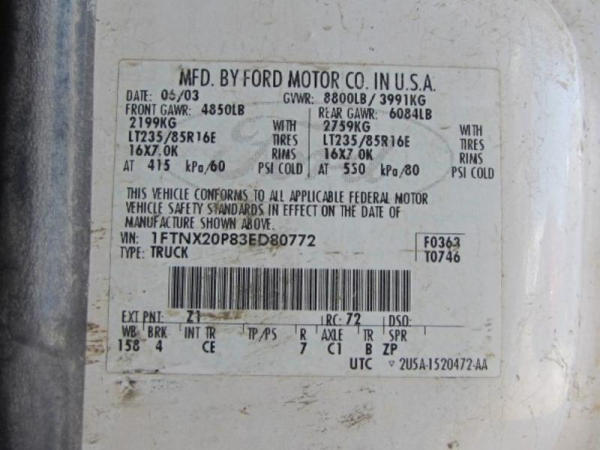 MFD. BY FORD MOTOR CO. IN U.S.A.
DATE: 06/03 GVWR: 8800LB/3991KG
FRONT GAWR: 4850LB REAR GAWR: 6084LB
2199KG WITH 2759KG WITH
LT235/85R16E TIRES LT235/85R16E TIRES
16X7.0K RIMS 16X7.0K RIMS
AT 415 kPa/60 PSI COLD AT 550 kPa/80 PSI COLD
THIS VEHICLE CONFORMS TO ALL APPLICABLE FEDERAL MOTOR
VEHICLE SAFETY STANDARDS IN EFFECT ON THE DATE OF
MANUFACTURE SHOWN ABOVE.
VIN: 1FTNX20P83ED80772 F0363
TYPE: TRUCK T0746
EXT PNT: Z1 RC: 72 DSO:
WB BRK INT TR TP/PS R AXLE TR SPR
158 4 CE 7 C1 B ZP
UTC ▽ 2U5A-1520472-AA
Ford